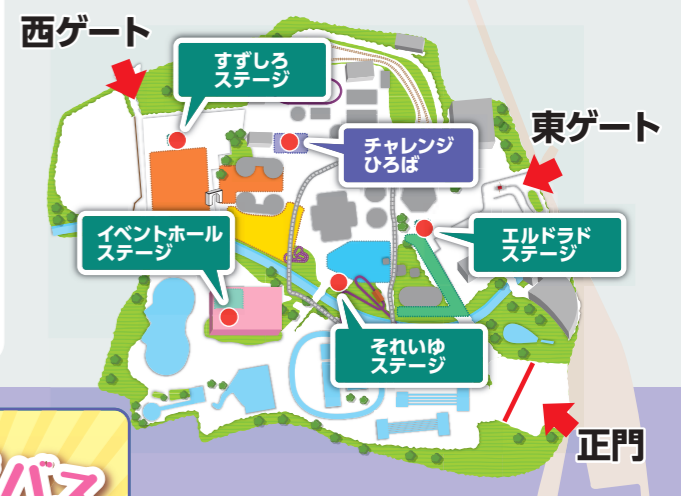 西ゲート
すずしろ
ステージ
チャレンジ
ひろば
東ゲート
イベントホール
ステージ
エルドラド
ステージ
それいゆ
ステージ
正門
バス